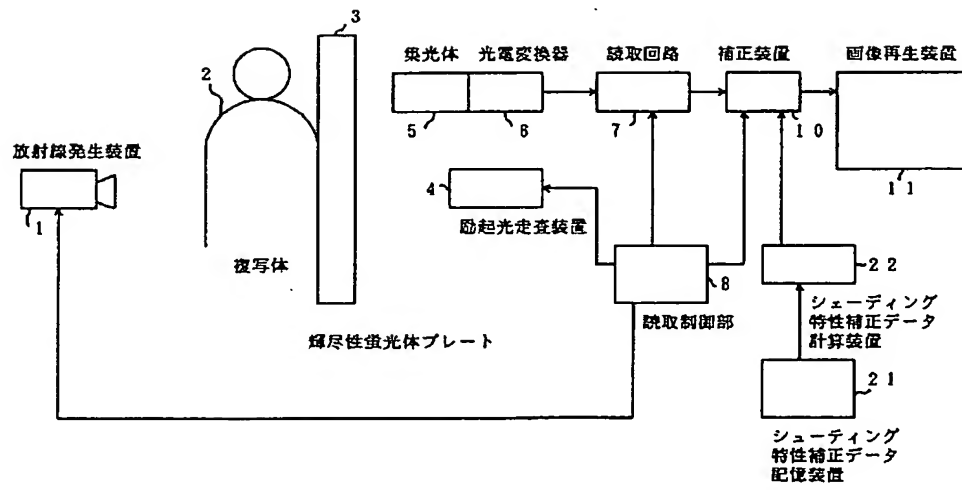 3
2
集光体 光電変換器 読取回路 補正装置 画像再生装置
5 6 7 10 11
放射線発生装置
1
4
励起光走査装置
複写体
8
読取制御部
22
シェーディング
特性補正データ
計算装置
輝尽性蛍光体プレート
21
シューディング
特性補正データ
記憶装置